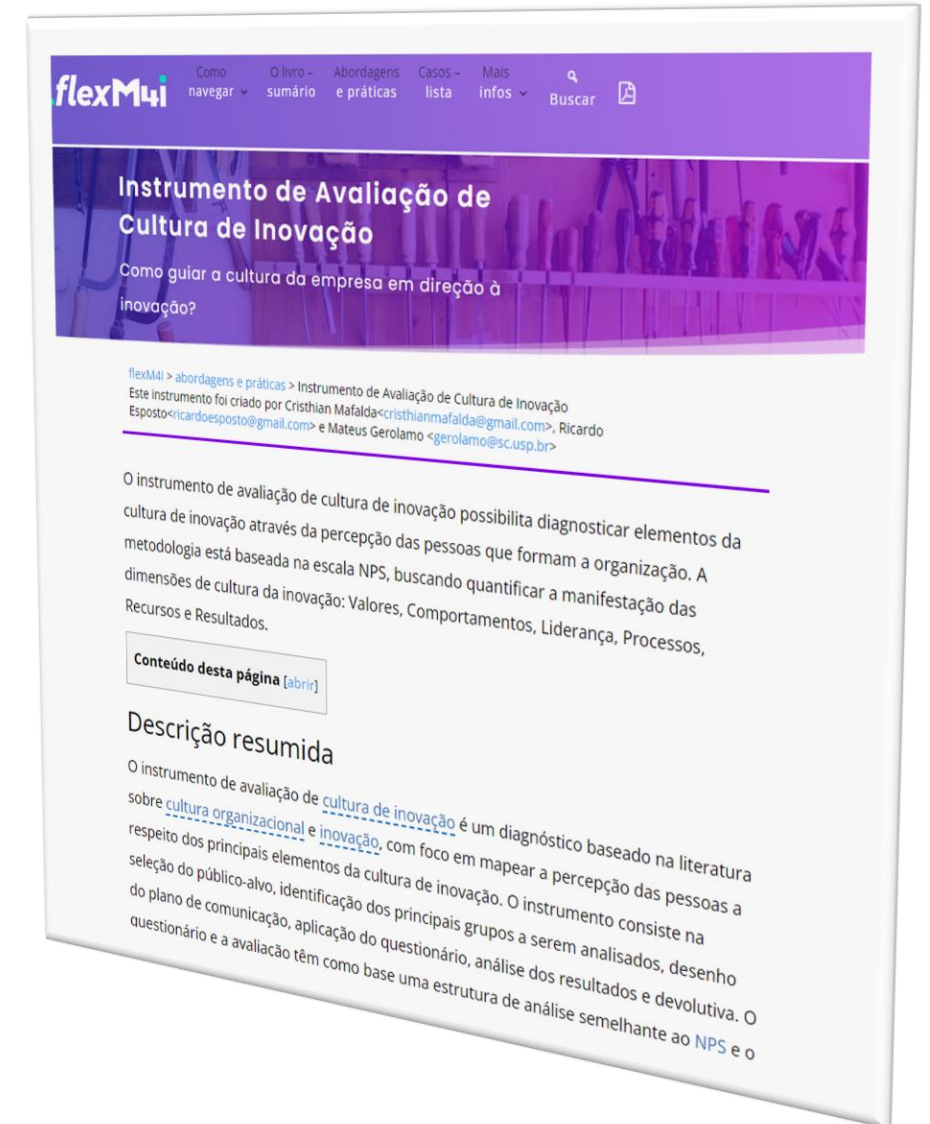 .flexM4i
Como navegar
O livro – sumário
Abordagens e práticas
Casos – lista
Mais infos
Buscar
Instrumento de Avaliação de
Cultura de Inovação
Como guiar a cultura da empresa em direção à
inovação?
flexM4I > abordagens e práticas > Instrumento de Avaliação de Cultura de Inovação
Este instrumento foi criado por Cristhian Mafalda<cristhianmafalda@gmail.com>, Ricardo
Esposto<ricardoesposto@gmail.com> e Mateus Gerolamo <gerolamo@sc.usp.br>
O instrumento de avaliação de cultura de inovação possibilita diagnosticar elementos da
cultura de inovação através da percepção das pessoas que formam a organização. A
metodologia está baseada na escala NPS, buscando quantificar a manifestação das
dimensões de cultura da inovação: Valores, Comportamentos, Liderança, Processos,
Recursos e Resultados.
Conteúdo desta página [abrir]
Descrição resumida
O instrumento de avaliação de cultura de inovação é um diagnóstico baseado na literatura
sobre cultura organizacional e inovação, com foco em mapear a percepção das pessoas a
respeito dos principais elementos da cultura de inovação. O instrumento consiste na
seleção do público-alvo, identificação dos principais grupos a serem analisados, desenho
do plano de comunicação, aplicação do questionário, análise dos resultados e devolutiva. O
questionário e a avaliação têm como base uma estrutura de análise semelhante ao NPS e o